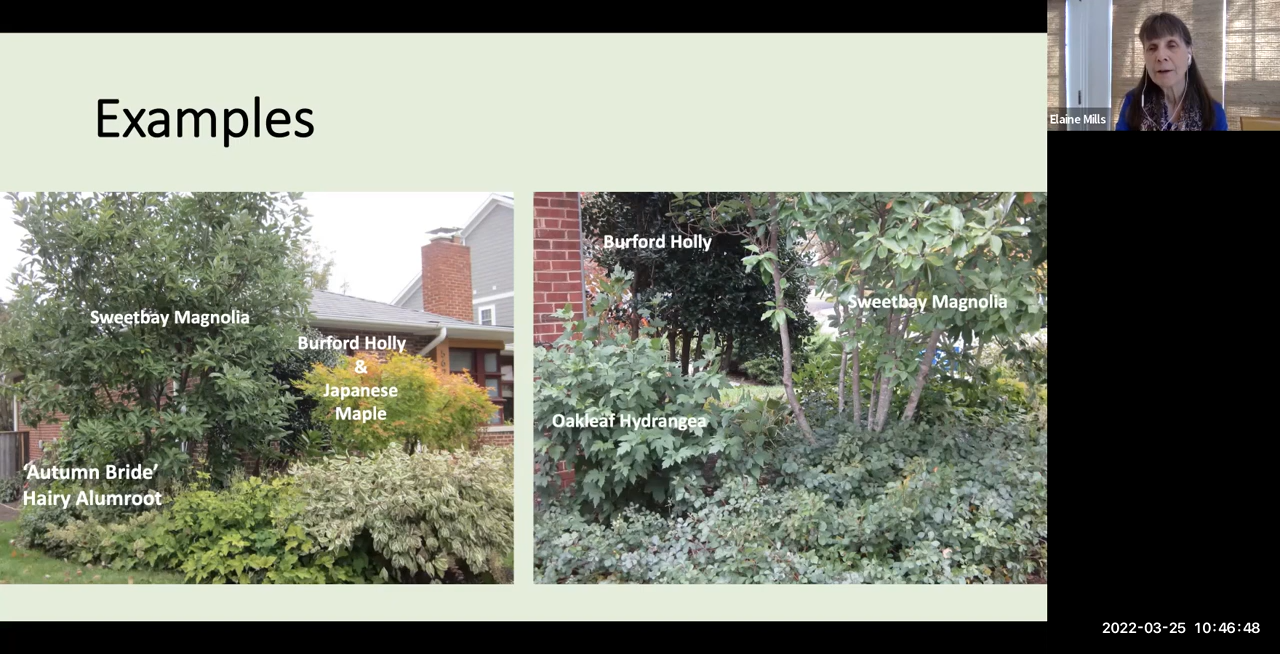 Examples
Elaine Mills
Sweetbay Magnolia
Burford Holly
&
Japanese
Maple
‘Autumn Bride’
Hairy Alumroot
Burford Holly
Sweetbay Magnolia
Oakleaf Hydrangea
2022-03-25 10:46:48